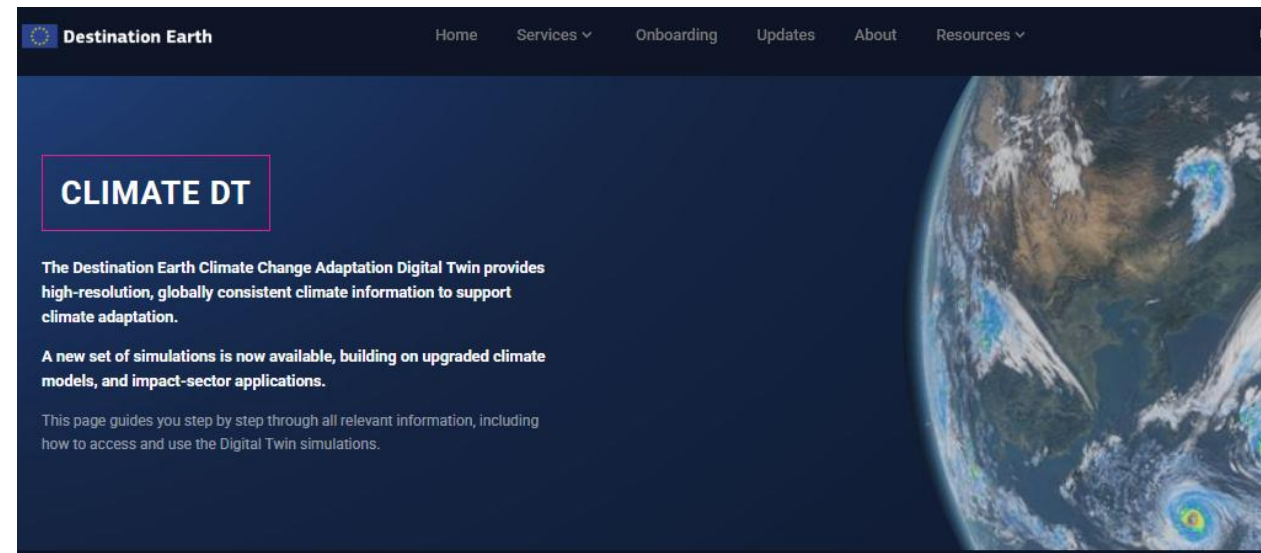 Destination Earth
Home Services Onboarding Updates About Resources
CLIMATE DT
The Destination Earth Climate Change Adaptation Digital Twin provides
high-resolution, globally consistent climate information to support
climate adaptation.
A new set of simulations is now available, building on upgraded climate
models, and impact-sector applications.
This page guides you step by step through all relevant information, including
how to access and use the Digital Twin simulations.